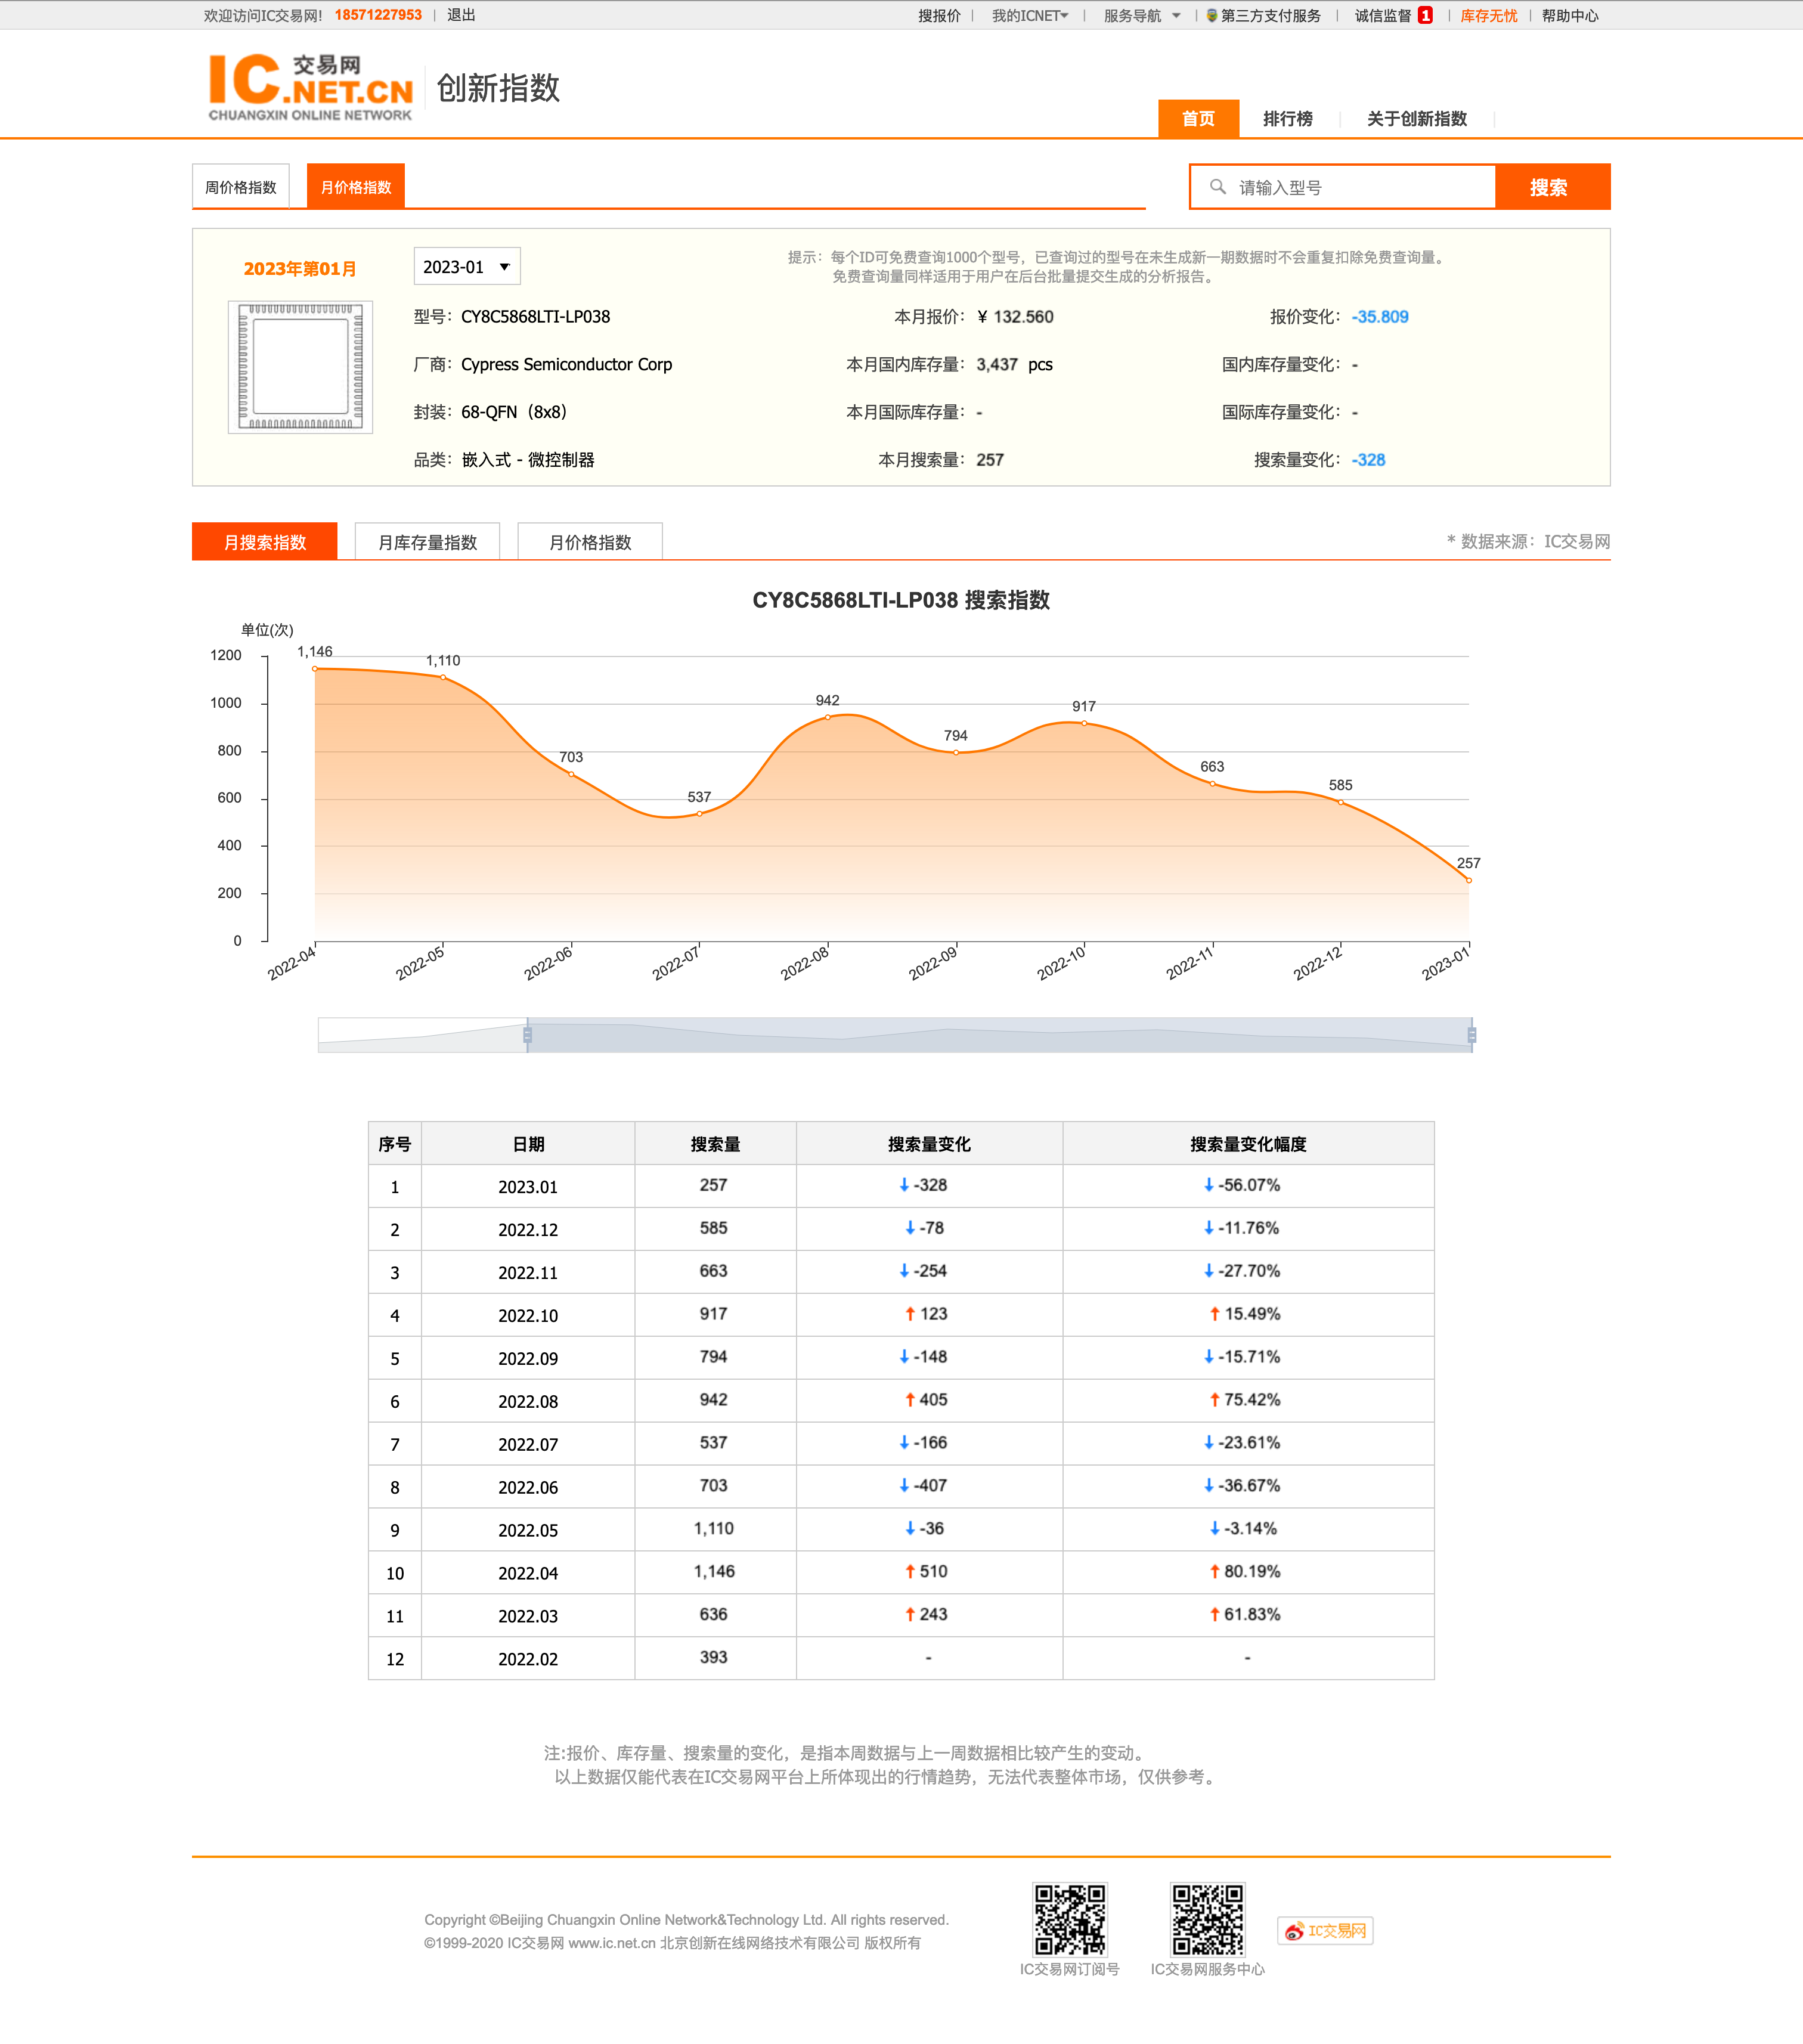 欢迎访问IC交易网! 18571227953 | 退出 搜报价 | 我的ICNET | 服务导航 | 第三方支付服务 | 诚信监督 1 | 库存无忧 | 帮助中心
IC交易网
.NET.CN
CHUANGXIN ONLINE NETWORK
创新指数
首页 排行榜 关于创新指数
周价格指数 月价格指数 请输入型号 搜索
2023年第01月 2023-01
提示：每个ID可免费查询1000个型号，已查询过的型号在未生成新一期数据时不会重复扣除免费查询量。
免费查询量同样适用于用户在后台批量提交生成的分析报告。
型号：CY8C5868LTI-LP038 本月报价：¥ 132.560 报价变化：-35.809
厂商：Cypress Semiconductor Corp 本月国内库存量：3,437 pcs 国内库存量变化：-
封装：68-QFN（8x8） 本月国际库存量：- 国际库存量变化：-
品类：嵌入式 - 微控制器 本月搜索量：257 搜索量变化：-328
月搜索指数 月库存量指数 月价格指数 * 数据来源：IC交易网
CY8C5868LTI-LP038 搜索指数
单位(次)
1200
1000
800
600
400
200
0
1,146 1,110 703 537 942 794 917 663 585 257
2022-04 2022-05 2022-06 2022-07 2022-08 2022-09 2022-10 2022-11 2022-12 2023-01
序号 日期 搜索量 搜索量变化 搜索量变化幅度
1 2023.01 257 ↓ -328 ↓ -56.07%
2 2022.12 585 ↓ -78 ↓ -11.76%
3 2022.11 663 ↓ -254 ↓ -27.70%
4 2022.10 917 ↑ 123 ↑ 15.49%
5 2022.09 794 ↓ -148 ↓ -15.71%
6 2022.08 942 ↑ 405 ↑ 75.42%
7 2022.07 537 ↓ -166 ↓ -23.61%
8 2022.06 703 ↓ -407 ↓ -36.67%
9 2022.05 1,110 ↓ -36 ↓ -3.14%
10 2022.04 1,146 ↑ 510 ↑ 80.19%
11 2022.03 636 ↑ 243 ↑ 61.83%
12 2022.02 393 - -
注:报价、库存量、搜索量的变化，是指本周数据与上一周数据相比较产生的变动。
以上数据仅能代表在IC交易网平台上所体现出的行情趋势，无法代表整体市场，仅供参考。
Copyright ©Beijing Chuangxin Online Network&Technology Ltd. All rights reserved.
©1999-2020 IC交易网 www.ic.net.cn 北京创新在线网络技术有限公司 版权所有
IC交易网订阅号 IC交易网服务中心 IC交易网